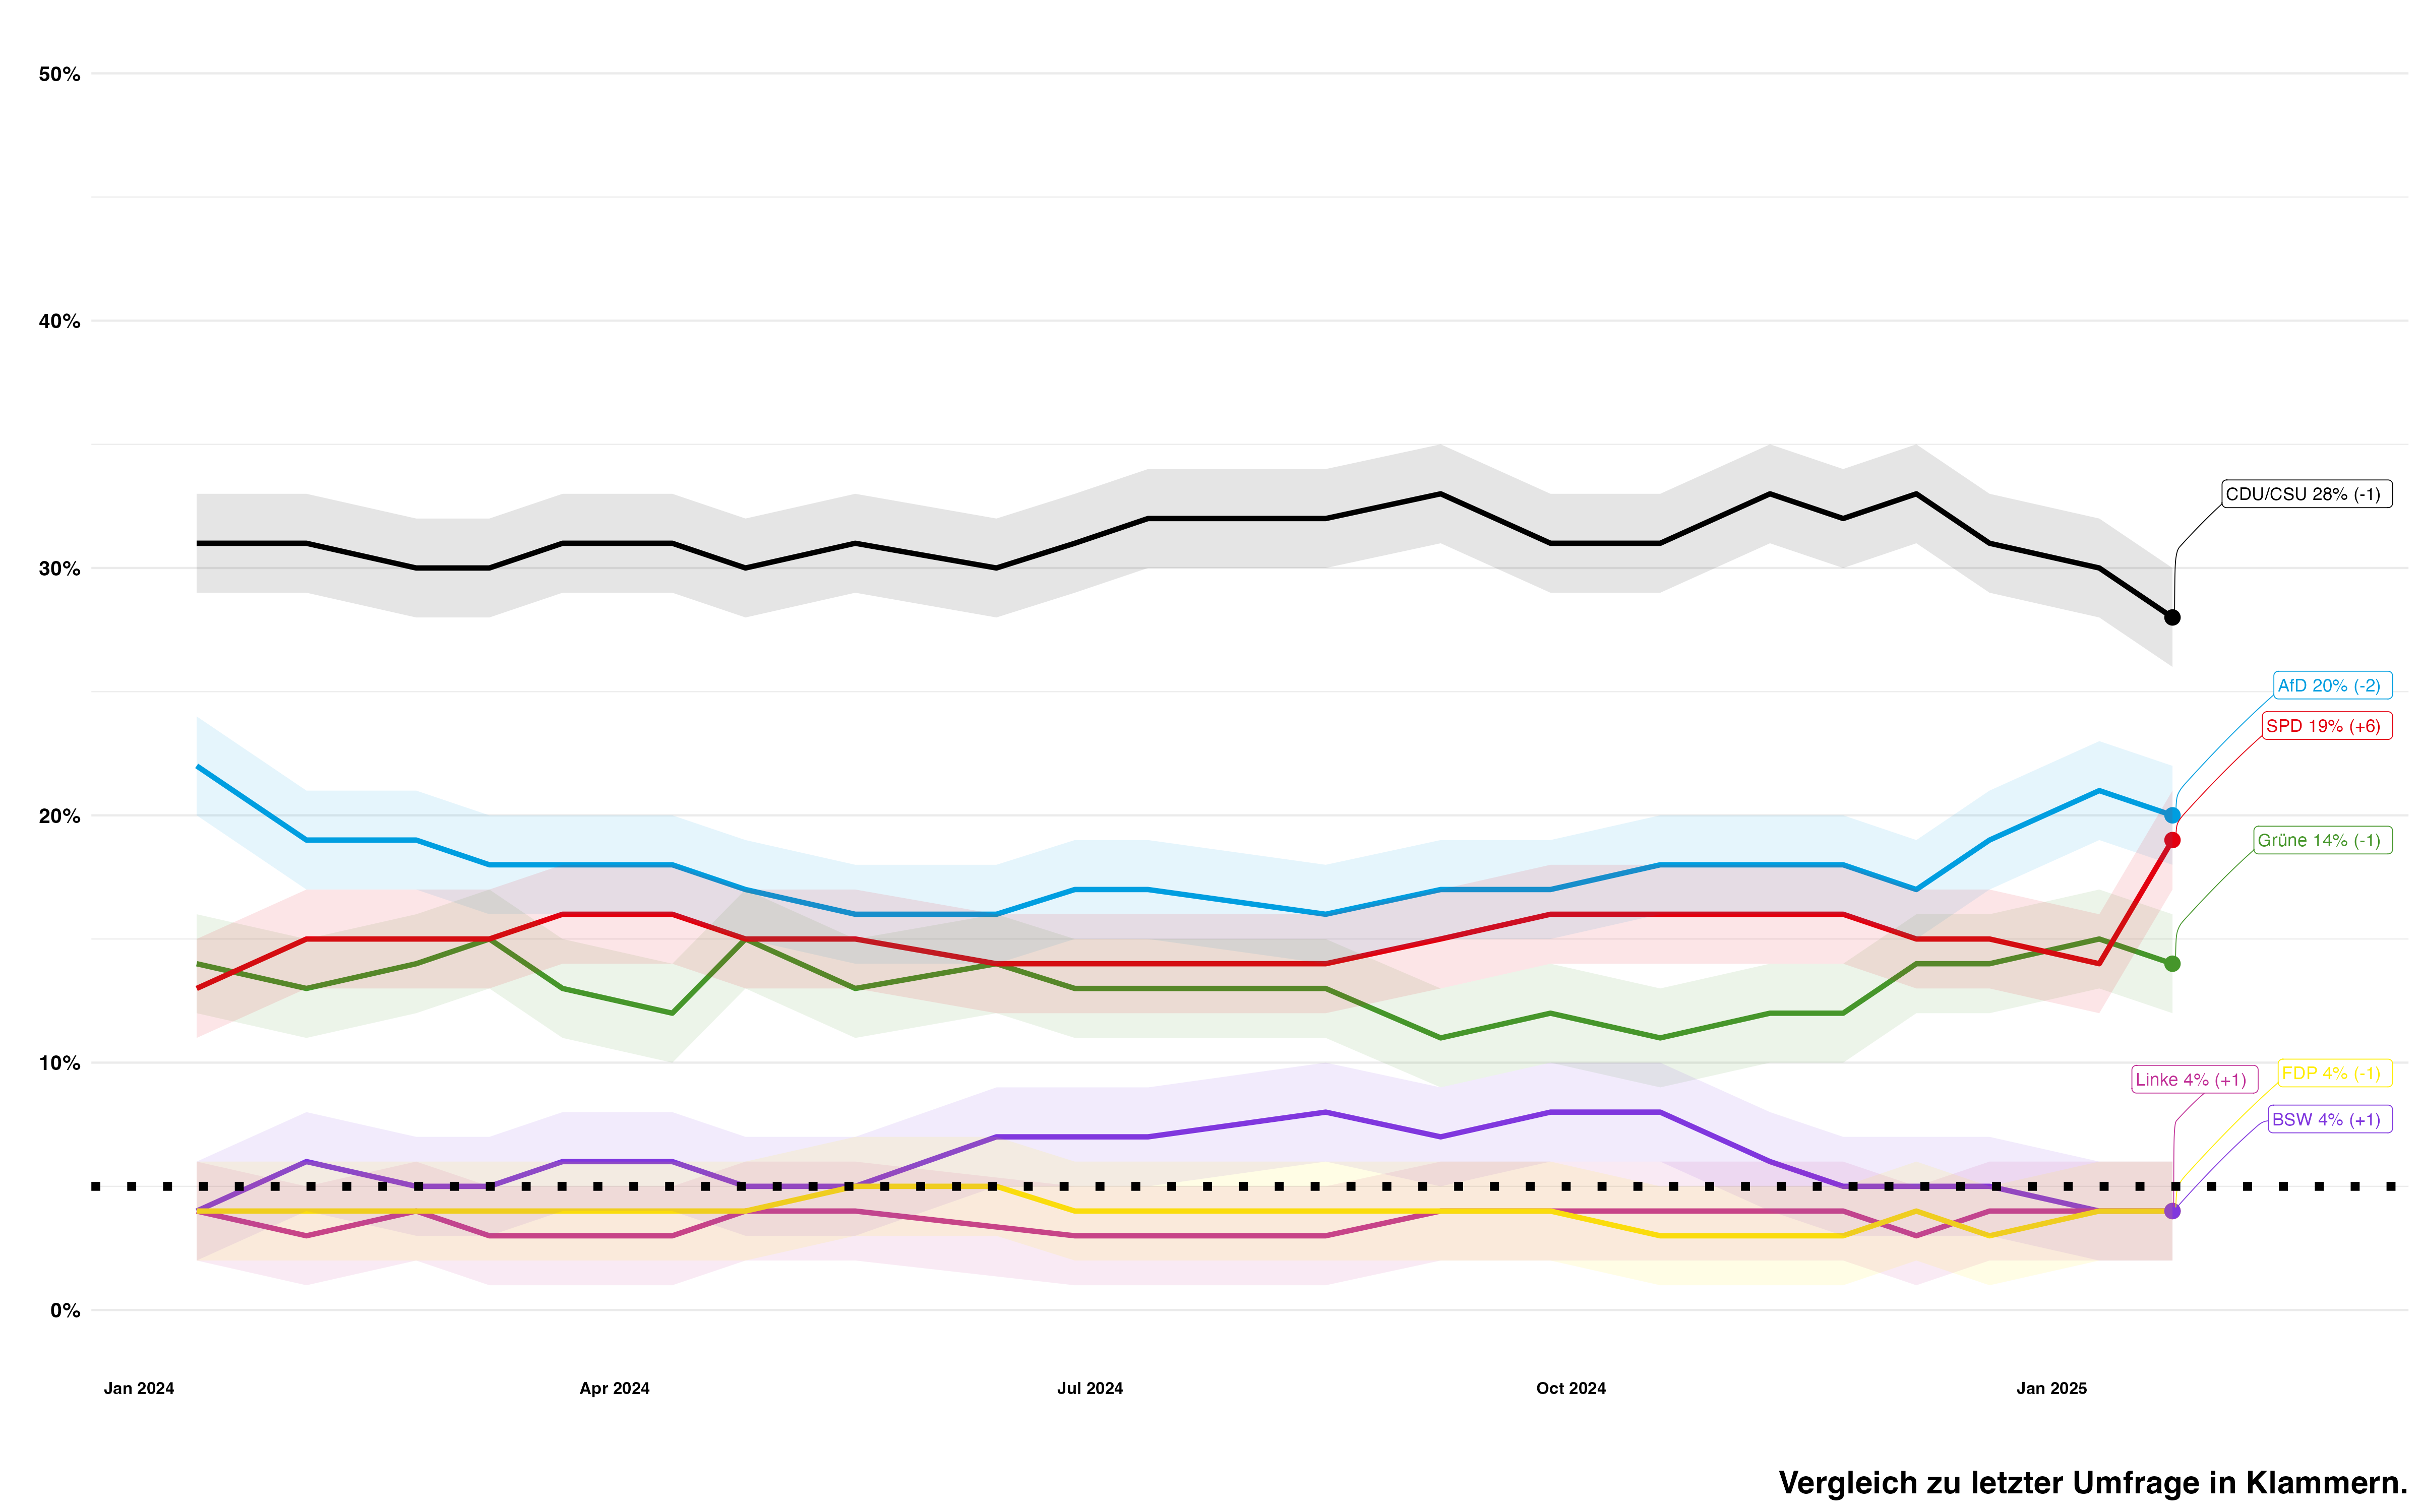 50%
40%
30%
20%
10%
0%
CDU/CSU 28% (-1)
AfD 20% (-2)
SPD 19% (+6)
Grüne 14% (-1)
Linke 4% (+1)
FDP 4% (-1)
BSW 4% (+1)
Jan 2024
Apr 2024
Jul 2024
Oct 2024
Jan 2025
Vergleich zu letzter Umfrage in Klammern.